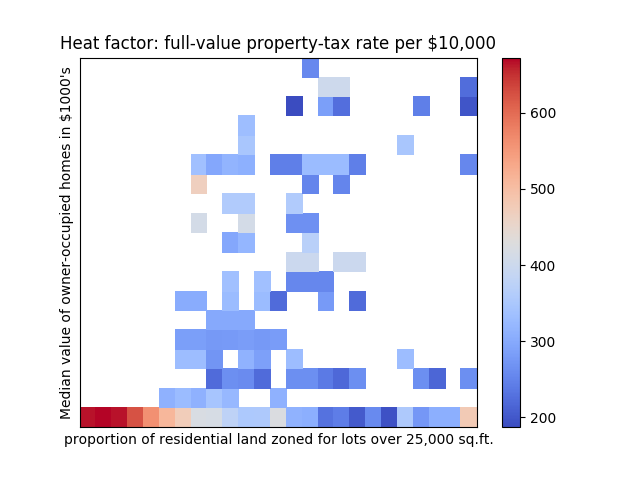 Heat factor: full-value property-tax rate per $10,000
Median value of owner-occupied homes in $1000's
600
500
400
300
200
proportion of residential land zoned for lots over 25,000 sq.ft.